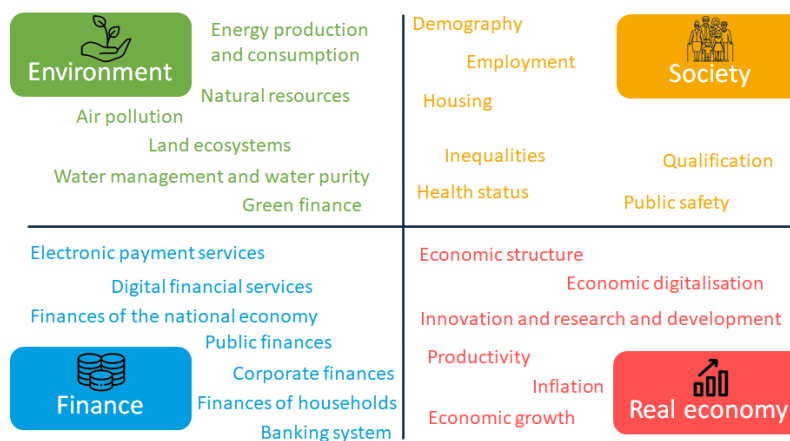 Environment
Energy production
and consumption
Natural resources
Air pollution
Land ecosystems
Water management and water purity
Green finance
Demography
Employment
Society
Housing
Inequalities
Qualification
Health status
Public safety
Electronic payment services
Digital financial services
Finances of the national economy
Public finances
Corporate finances
Finances of households
Banking system
Finance
Economic structure
Economic digitalisation
Innovation and research and development
Productivity
Inflation
Economic growth
Real economy